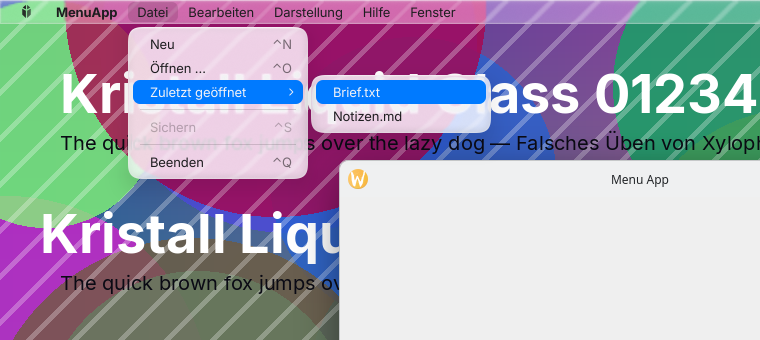 MenuApp Datei Bearbeiten Darstellung Hilfe Fenster
Neu ^N
Öffnen ... ^O
Zuletzt geöffnet >
Sichern ^S
Beenden ^Q
Brief.txt
Notizen.md
Kristall Liquid Glass 01234
The quick brown fox jumps over the lazy dog — Falsches Üben von Xyloph
Menu App
Kristall Liqu
The quick brown fox jumps ov